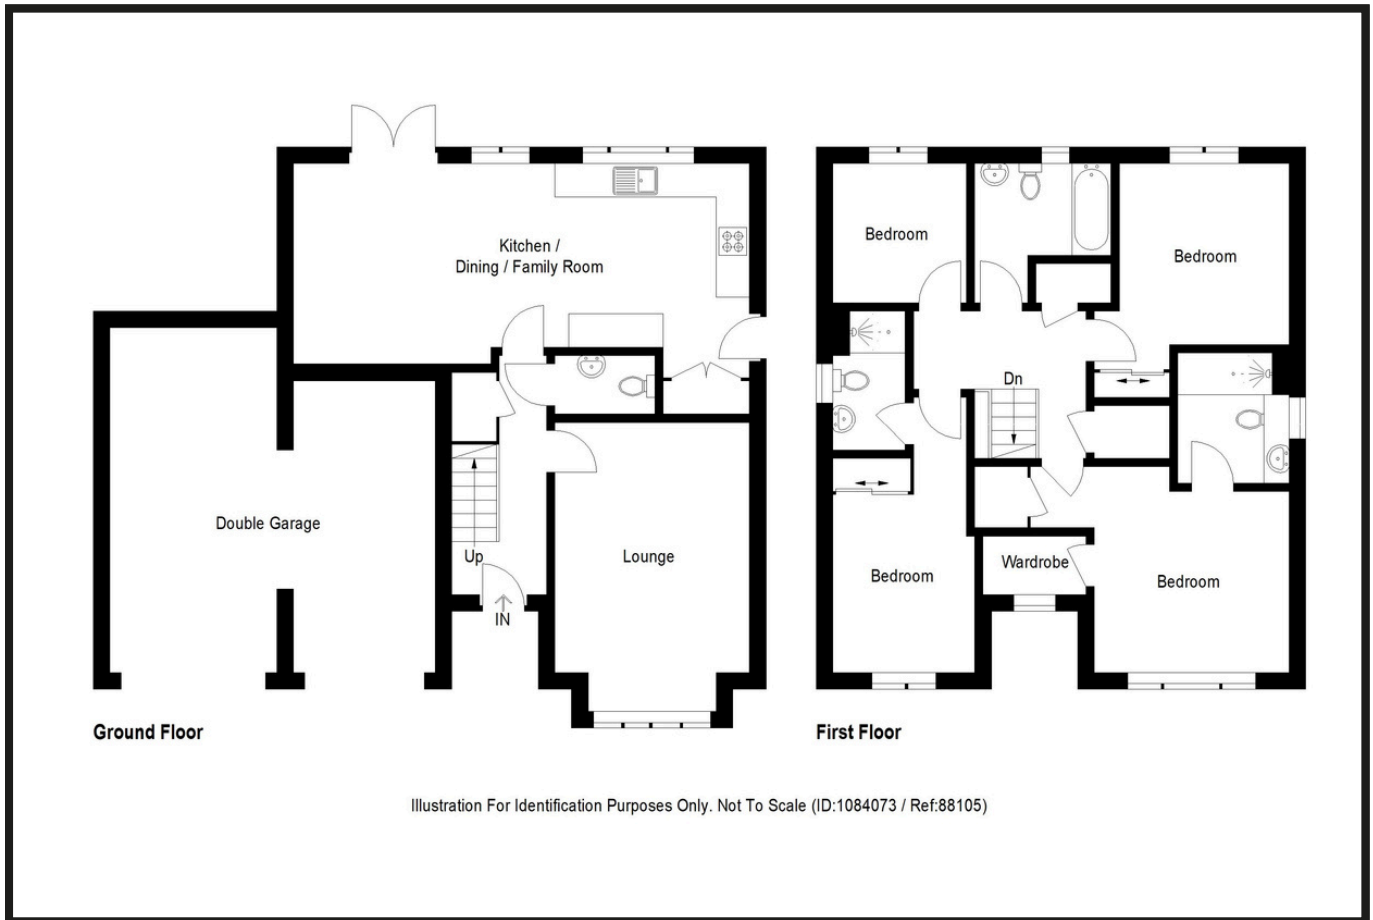 Kitchen /
Dining / Family Room
Double Garage
Up
IN
Lounge
Ground Floor
Bedroom
Bedroom
Dn
Bedroom
Wardrobe
Bedroom
First Floor
Illustration For Identification Purposes Only. Not To Scale (ID:1084073 / Ref:88105)